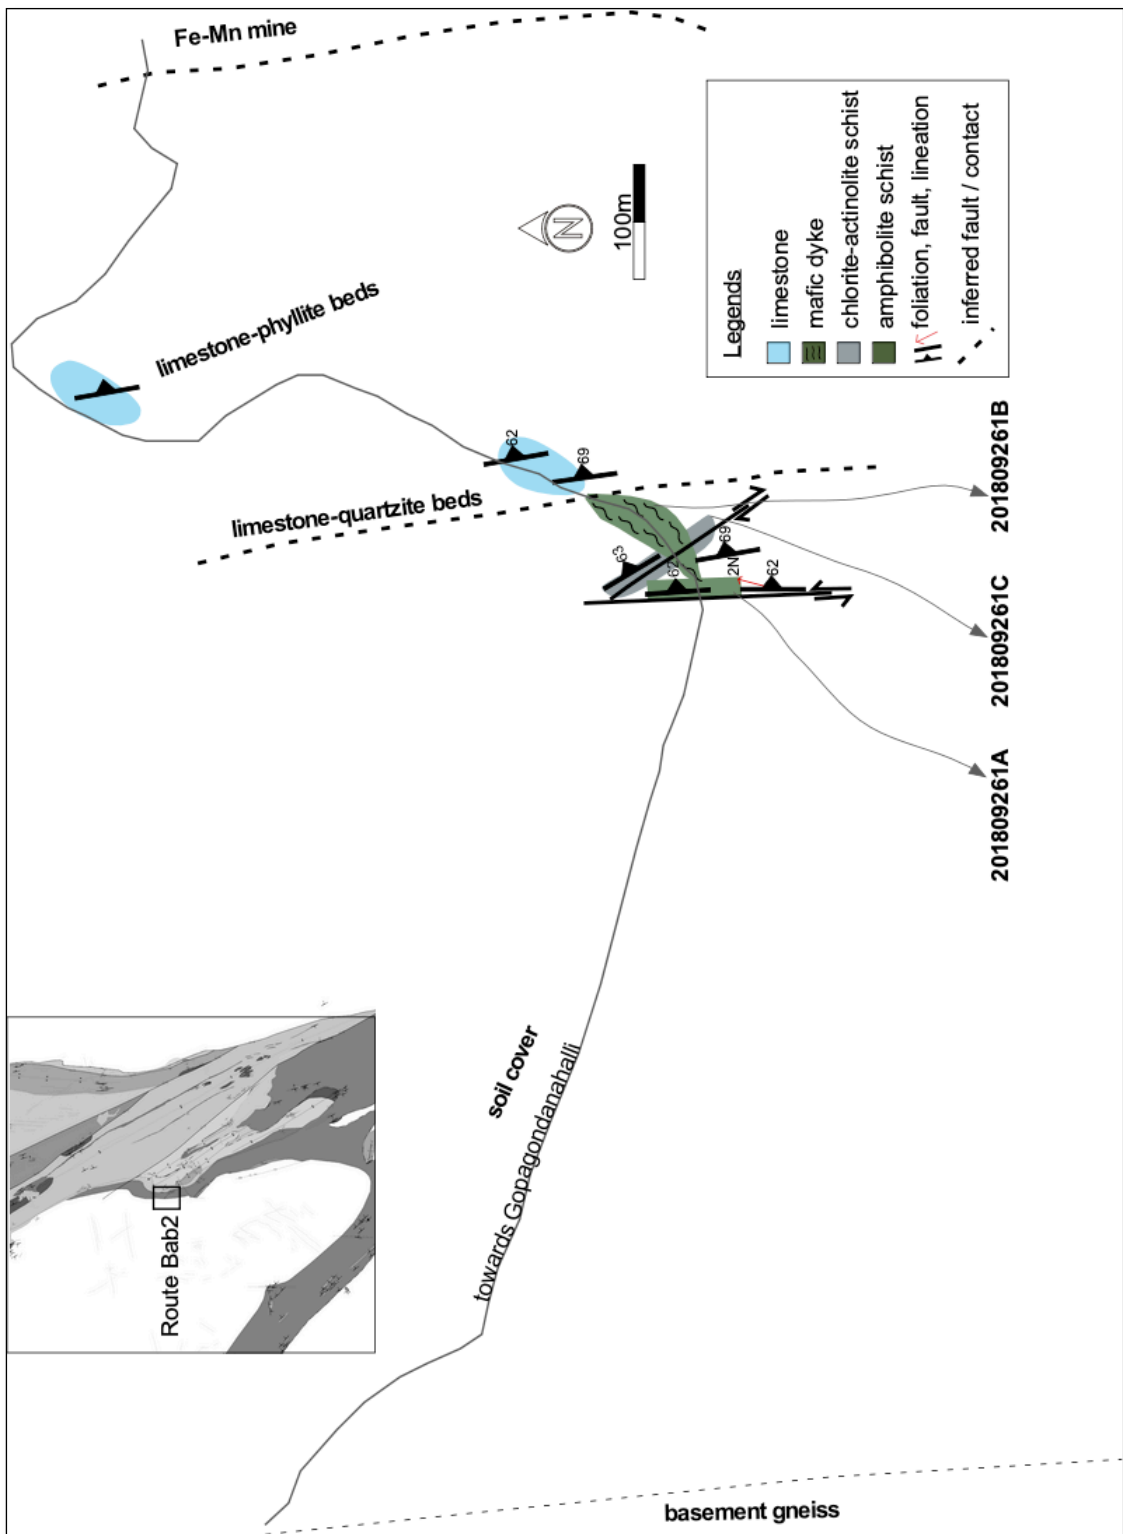 Fe-Mn mine
limestone-phyllite beds
N
100m
Legends
limestone
mafic dyke
chlorite-actinolite schist
amphibolite schist
foliation, fault, lineation
inferred fault / contact
62
69
limestone-quartzite beds
63
69
62
2N
62
201809261B
201809261C
201809261A
soil cover
towards Gopagondanahalli
Route Bab2
basement gneiss